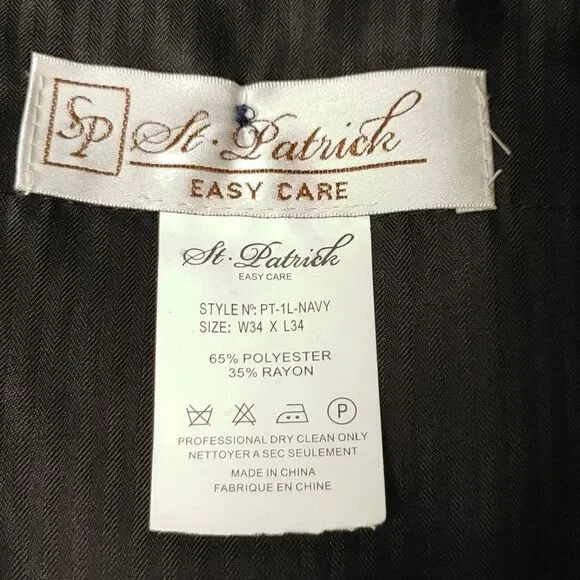 SP
St. Patrick
EASY CARE
St. Patrick
EASY CARE
STYLE Nº: PT-1L-NAVY
SIZE: W34 X L34
65% POLYESTER
35% RAYON
P
PROFESSIONAL DRY CLEAN ONLY
NETTOYER A SEC SEULEMENT
MADE IN CHINA
FABRIQUE EN CHINE